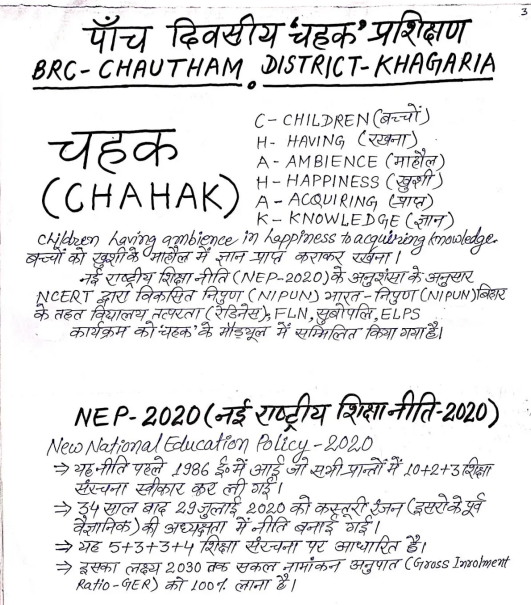 3
पाँच दिवसीय 'चहक' प्रशिक्षण
BRC- CHAUTHAM, DISTRICT-KHAGARIA
चहक
(CHAHAK)
C- CHILDREN (बच्चों)
H- HAVING (रखना)
A - AMBIENCE (माहौल)
H - HAPPINESS (खुशी)
A - ACQUIRING (प्राप्त)
K - KNOWLEDGE (ज्ञान)
Children having ambience in happiness to acquiring knowledge.
बच्चों को खुशी के माहौल में ज्ञान प्राप्त कराकर रखना।
नई राष्ट्रीय शिक्षा नीति (NEP-2020) के अनुशंसा के अनुसार
NCERT द्वारा विकसित निपुण (NIPUN) भारत - निपुण (NIPUN) बिहार
के तहत विद्यालय तत्परता (रेडिनेस), FLN, सुबोपलि, ELPS
कार्यक्रम को 'चहक' के मौड्यूल में सम्मिलित किया गया है।
NEP-2020 (नई राष्ट्रीय शिक्षा नीति-2020)
New National Education Policy - 2020
⇒ यह नीति पहले 1986 ई० में आई जो सभी प्रान्तों में 10+2+3 शिक्षा
संरचना स्वीकार कर ली गई।
⇒ 34 साल बाद 29 जुलाई 2020 को कस्तूरी रंजन (इसरो के पूर्व
वैज्ञानिक) की अध्यक्षता में नीति बनाई गई।
⇒ यह 5+3+3+4 शिक्षा संरचना पर आधारित है।
⇒ इसका लक्ष्य 2030 तक सकल नामांकन अनुपात (Gross Inrolment
Ratio-GER) को 100% लाना है।